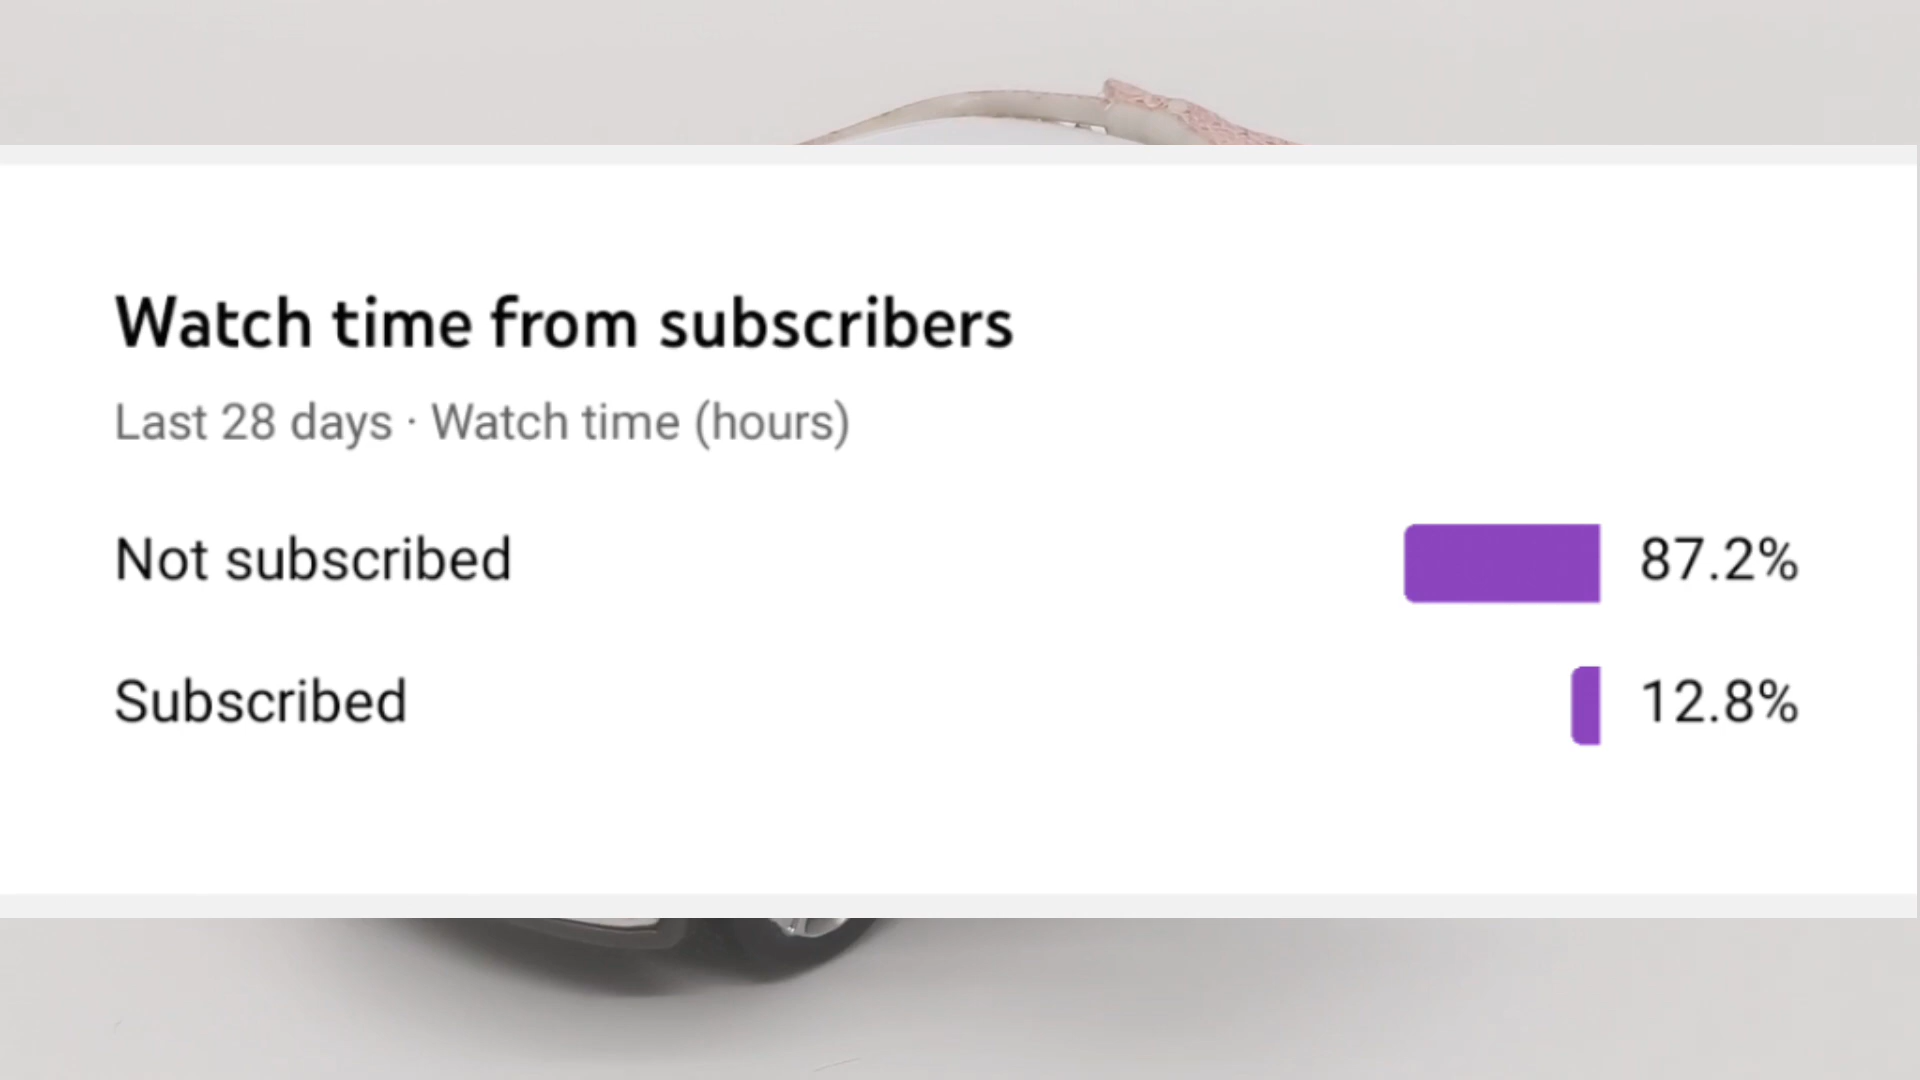 Watch time from subscribers
Last 28 days · Watch time (hours)
Not subscribed 87.2%
Subscribed 12.8%